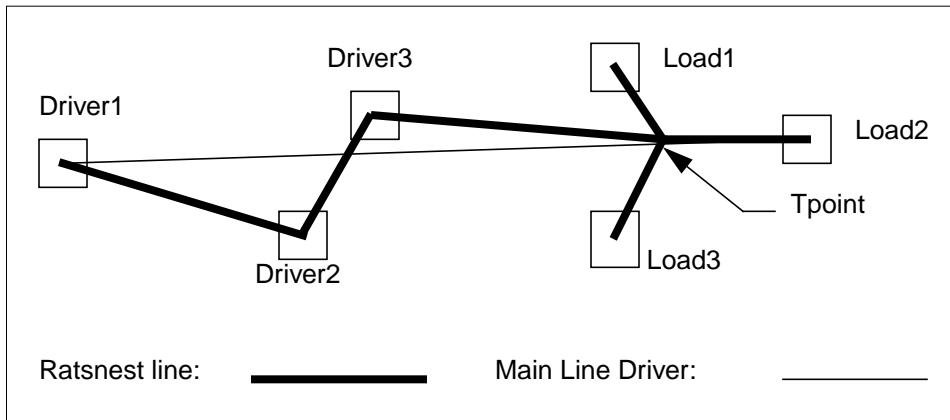 Driver3
Load1
Driver1
Load2
Tpoint
Driver2
Load3
Ratsnest line:
Main Line Driver: